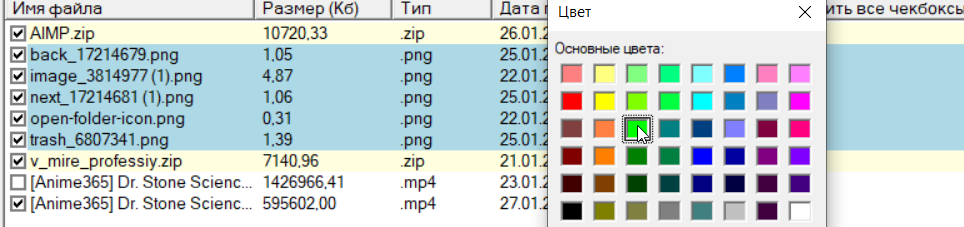 Имя файла Размер (Кб) Тип Дата п Цвет ить все чекбоксы
AIMP.zip 10720,33 .zip 26.01.2
Основные цвета:
back_17214679.png 1,05 .png 25.01.2
image_3814977 (1).png 4,87 .png 22.01.2
next_17214681 (1).png 1,06 .png 25.01.2
open-folder-icon.png 0,31 .png 22.01.2
trash_6807341.png 1,39 .png 25.01.2
v_mire_professiy.zip 7140,96 .zip 21.01.2
[Anime365] Dr. Stone Scienc... 1426966,41 .mp4 23.01.2
[Anime365] Dr. Stone Scienc... 595602,00 .mp4 27.01.2